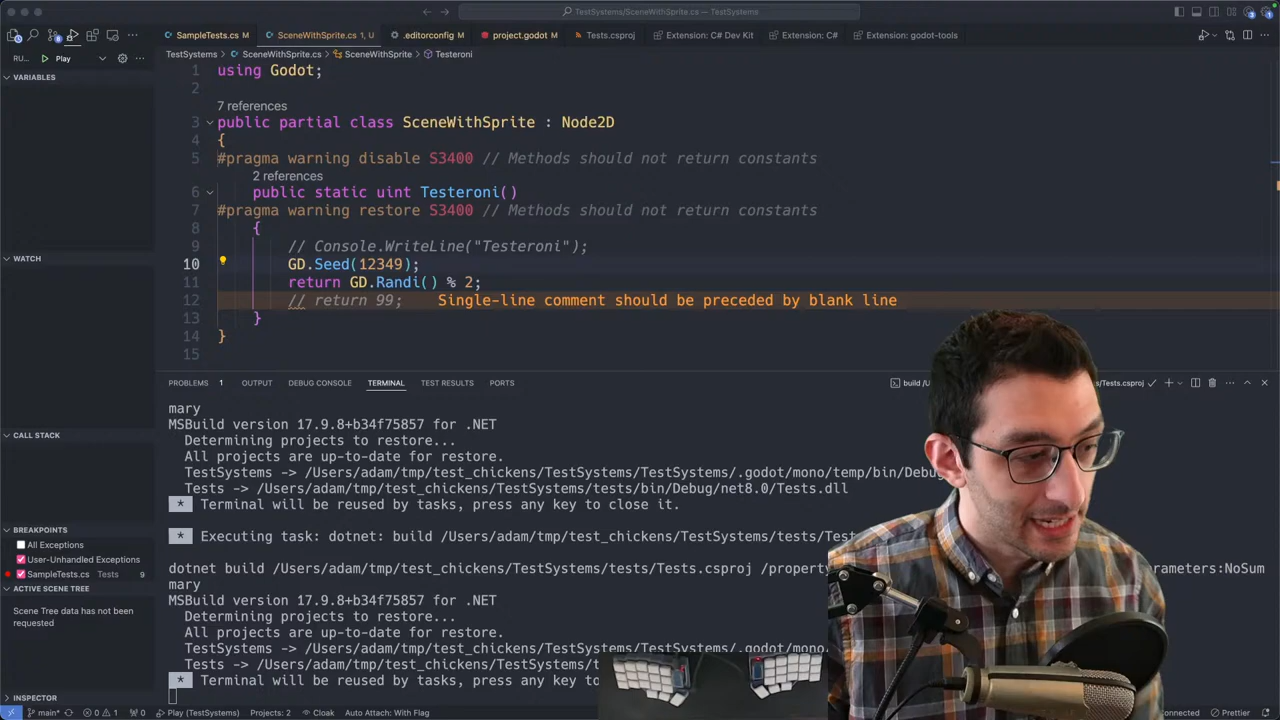 TestSystems/SceneWithSprite.cs — TestSystems
SampleTests.cs M
SceneWithSprite.cs 1, U
.editorconfig M
project.godot M
Tests.csproj
Extension: C# Dev Kit
Extension: C#
Extension: godot-tools
RU... Play
TestSystems > SceneWithSprite.cs > SceneWithSprite > Testeroni
VARIABLES
WATCH
CALL STACK
BREAKPOINTS
All Exceptions
User-Unhandled Exceptions
SampleTests.cs Tests 9
ACTIVE SCENE TREE
Scene Tree data has not been
requested
INSPECTOR
1 using Godot;
2
7 references
3 public partial class SceneWithSprite : Node2D
4 {
5 #pragma warning disable S3400 // Methods should not return constants
2 references
6 public static uint Testeroni()
7 #pragma warning restore S3400 // Methods should not return constants
8 {
9 // Console.WriteLine("Testeroni");
10 GD.Seed(12349);
11 return GD.Randi() % 2;
12 // return 99; Single-line comment should be preceded by blank line
13 }
14 }
15
PROBLEMS 1 OUTPUT DEBUG CONSOLE TERMINAL TEST RESULTS PORTS
build /U
Tests.csproj
mary
MSBuild version 17.9.8+b34f75857 for .NET
Determining projects to restore...
All projects are up-to-date for restore.
TestSystems -> /Users/adam/tmp/test_chickens/TestSystems/TestSystems/.godot/mono/temp/bin/Debug
Tests -> /Users/adam/tmp/test_chickens/TestSystems/tests/bin/Debug/net8.0/Tests.dll
* Terminal will be reused by tasks, press any key to close it.
* Executing task: dotnet: build /Users/adam/tmp/test_chickens/TestSystems/tests/Test
dotnet build /Users/adam/tmp/test_chickens/TestSystems/tests/Tests.csproj /property arameters:NoSum
mary
MSBuild version 17.9.8+b34f75857 for .NET
Determining projects to restore...
All projects are up-to-date for restore.
TestSystems -> /Users/adam/tmp/test_chickens/TestSystems/TestSystems/.godot/mono
Tests -> /Users/adam/tmp/test_chickens/TestSystems/t
* Terminal will be reused by tasks, press any key to
main* 0 1 0 Play (TestSystems) Projects: 2 Cloak Auto Attach: With Flag
onnected Prettier